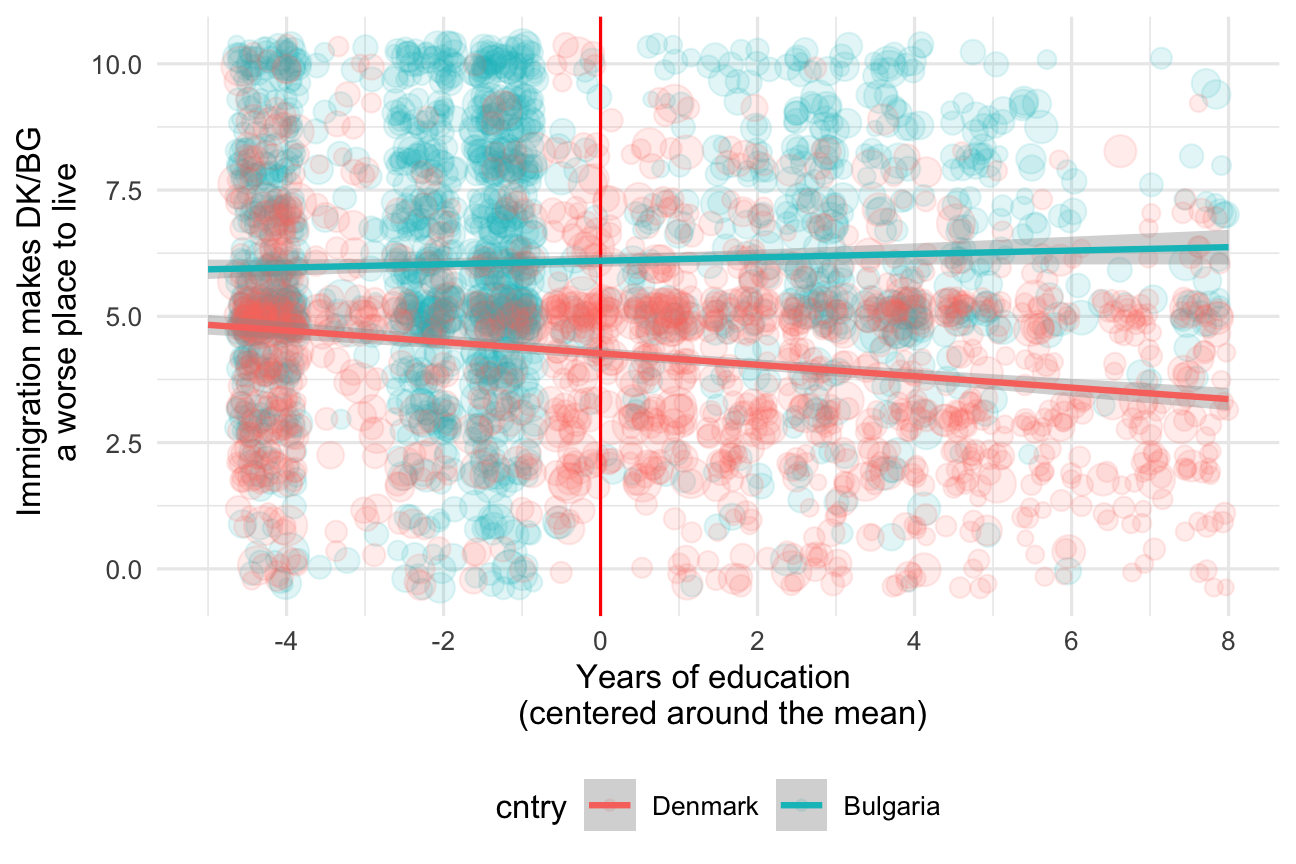 Immigration makes DK/BG
a worse place to live
10.0
7.5
5.0
2.5
0.0
-4 -2 0 2 4 6 8
Years of education
(centered around the mean)
cntry Denmark Bulgaria